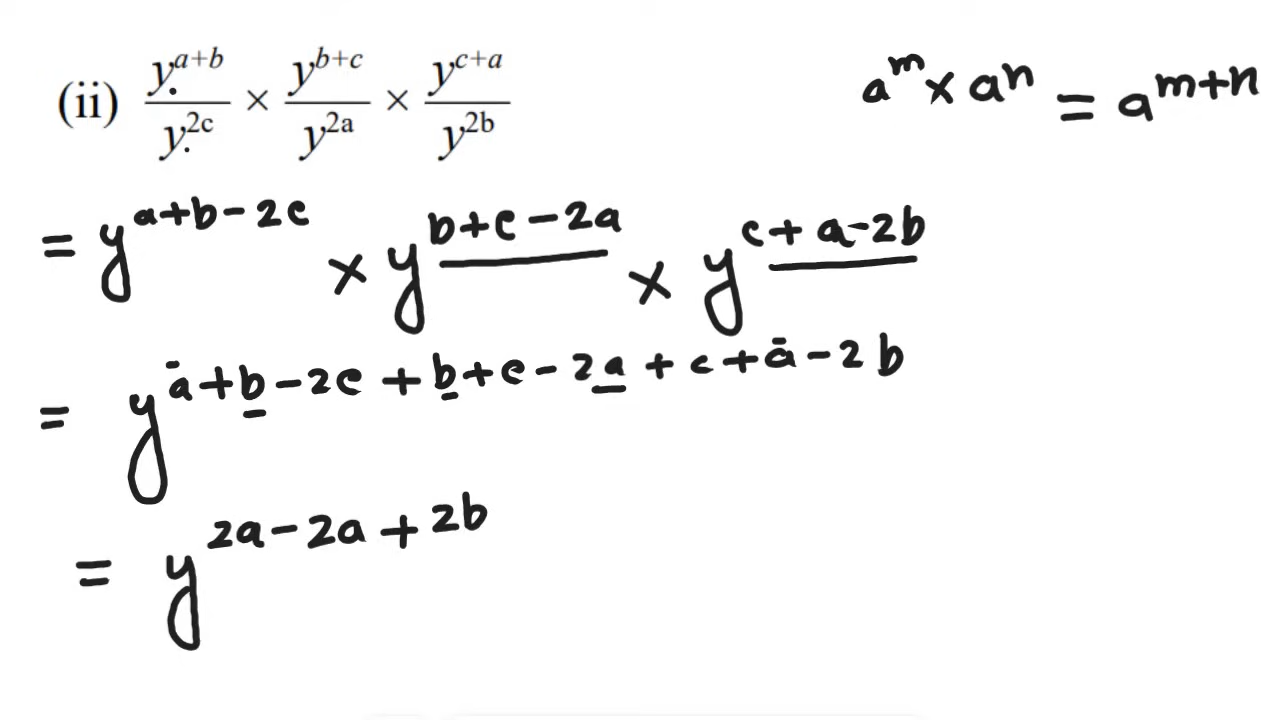 (ii) y^{a+b}/y^{2c} × y^{b+c}/y^{2a} × y^{c+a}/y^{2b}
a^m × a^n = a^{m+n}
= y^{a+b-2c} × y^{b+c-2a} × y^{c+a-2b}
= y^{a+b-2c+b+c-2a+c+a-2b}
= y^{2a-2a+2b}